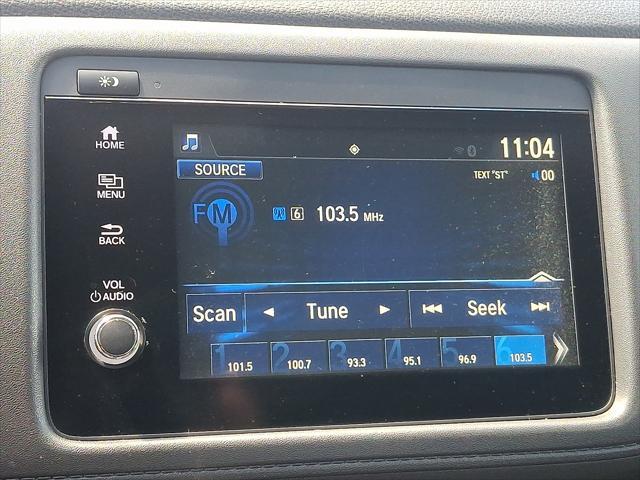 HOME
MENU
BACK
VOL
AUDIO
11:04
SOURCE
TEXT "ST"
00
FM
6 103.5 MHz
Scan Tune Seek
1 101.5 2 100.7 3 93.3 4 95.1 5 96.9 6 103.5